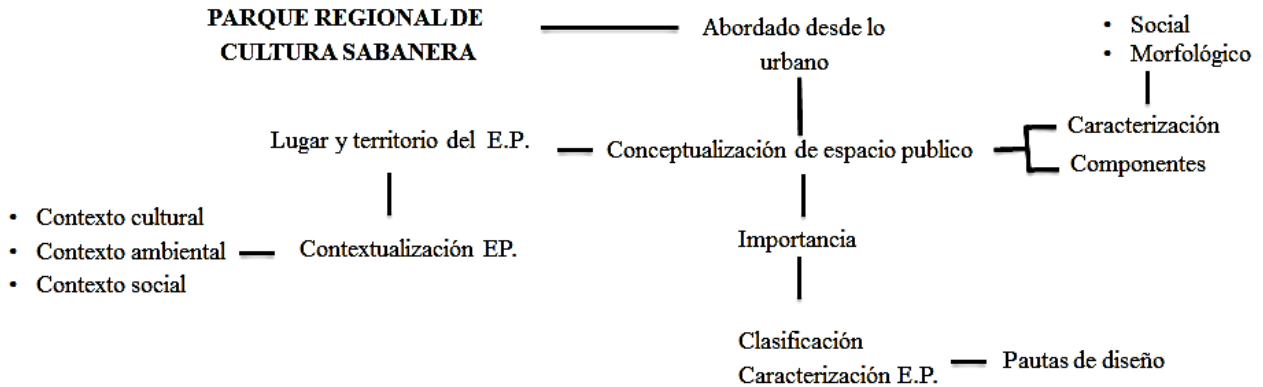 PARQUE REGIONAL DE
CULTURA SABANERA
Abordado desde lo
urbano
• Social
• Morfológico
Lugar y territorio del E.P.
Conceptualización de espacio publico
Caracterización
Componentes
• Contexto cultural
• Contexto ambiental
• Contexto social
Contextualización EP.
Importancia
Clasificación
Caracterización E.P.
Pautas de diseño